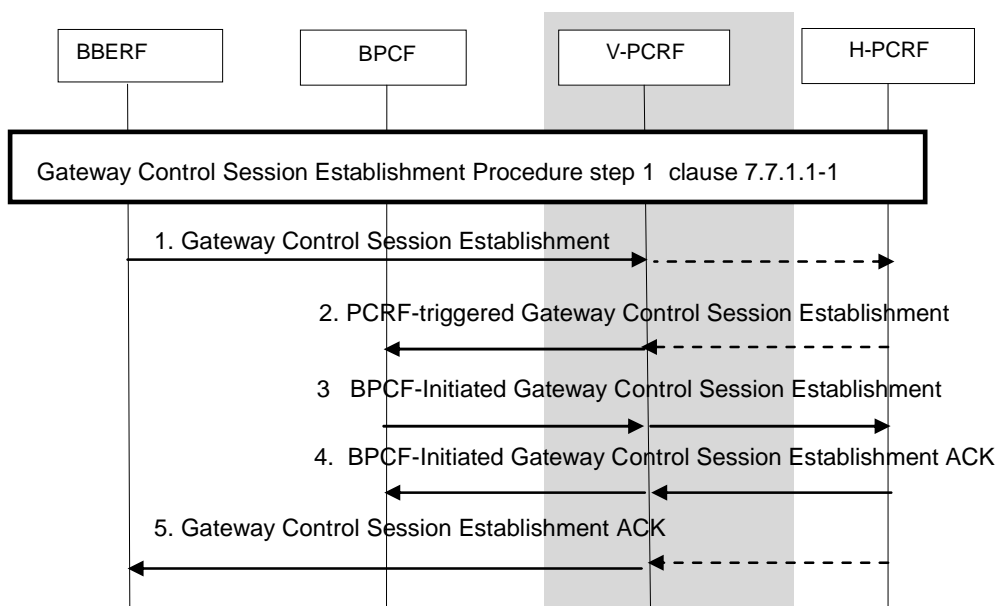 BBERF
BPCF
V-PCRF
H-PCRF
Gateway Control Session Establishment Procedure step 1 clause 7.7.1.1-1
1. Gateway Control Session Establishment
2. PCRF-triggered Gateway Control Session Establishment
3 BPCF-Initiated Gateway Control Session Establishment
4. BPCF-Initiated Gateway Control Session Establishment ACK
5. Gateway Control Session Establishment ACK